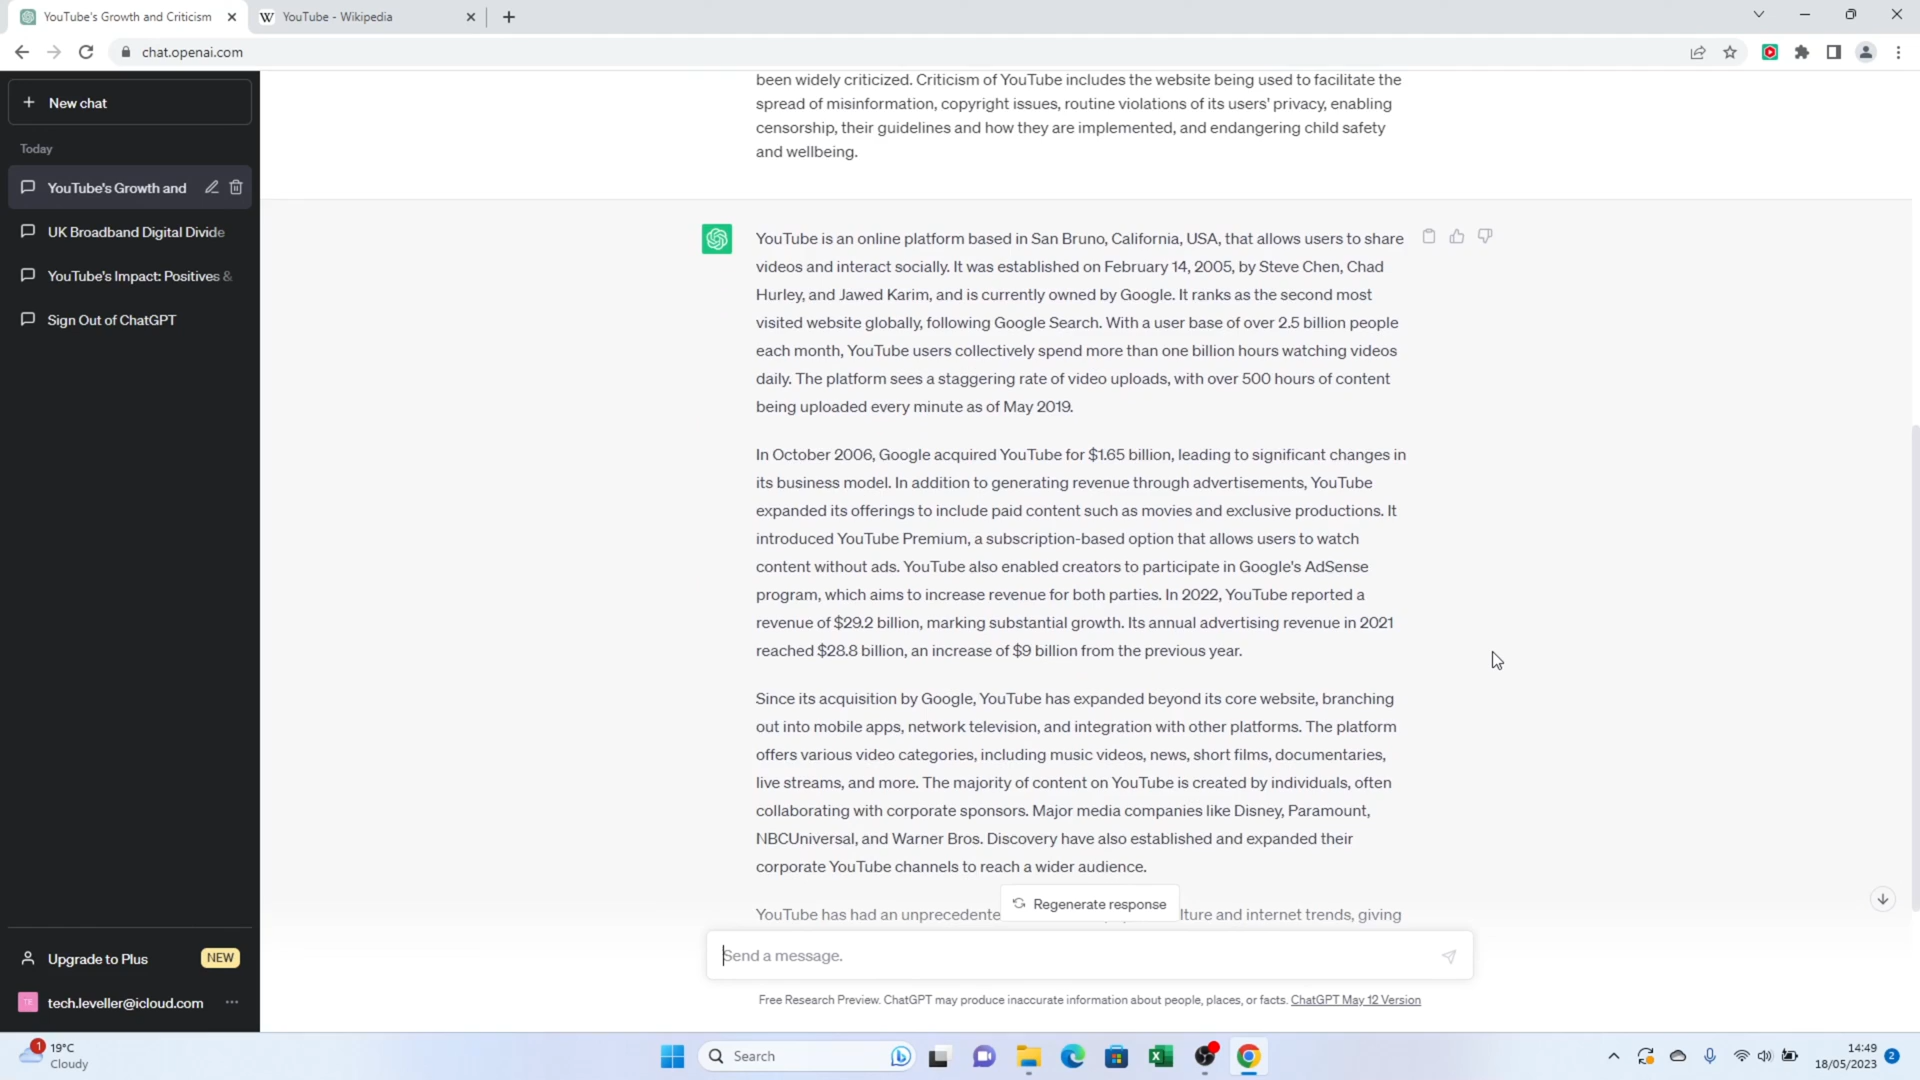 YouTube's Growth and Criticism
YouTube - Wikipedia
chat.openai.com
New chat
Today
YouTube's Growth and
UK Broadband Digital Divide
YouTube's Impact: Positives &
Sign Out of ChatGPT
been widely criticized. Criticism of YouTube includes the website being used to facilitate the
spread of misinformation, copyright issues, routine violations of its users' privacy, enabling
censorship, their guidelines and how they are implemented, and endangering child safety
and wellbeing.
YouTube is an online platform based in San Bruno, California, USA, that allows users to share
videos and interact socially. It was established on February 14, 2005, by Steve Chen, Chad
Hurley, and Jawed Karim, and is currently owned by Google. It ranks as the second most
visited website globally, following Google Search. With a user base of over 2.5 billion people
each month, YouTube users collectively spend more than one billion hours watching videos
daily. The platform sees a staggering rate of video uploads, with over 500 hours of content
being uploaded every minute as of May 2019.
In October 2006, Google acquired YouTube for $1.65 billion, leading to significant changes in
its business model. In addition to generating revenue through advertisements, YouTube
expanded its offerings to include paid content such as movies and exclusive productions. It
introduced YouTube Premium, a subscription-based option that allows users to watch
content without ads. YouTube also enabled creators to participate in Google's AdSense
program, which aims to increase revenue for both parties. In 2022, YouTube reported a
revenue of $29.2 billion, marking substantial growth. Its annual advertising revenue in 2021
reached $28.8 billion, an increase of $9 billion from the previous year.
Since its acquisition by Google, YouTube has expanded beyond its core website, branching
out into mobile apps, network television, and integration with other platforms. The platform
offers various video categories, including music videos, news, short films, documentaries,
live streams, and more. The majority of content on YouTube is created by individuals, often
collaborating with corporate sponsors. Major media companies like Disney, Paramount,
NBCUniversal, and Warner Bros. Discovery have also established and expanded their
corporate YouTube channels to reach a wider audience.
YouTube has had an unprecedente lture and internet trends, giving
Regenerate response
Send a message.
Free Research Preview. ChatGPT may produce inaccurate information about people, places, or facts. ChatGPT May 12 Version
Upgrade to Plus NEW
TE tech.leveller@icloud.com
1 19°C
Cloudy
Search
14:49
18/05/2023
2